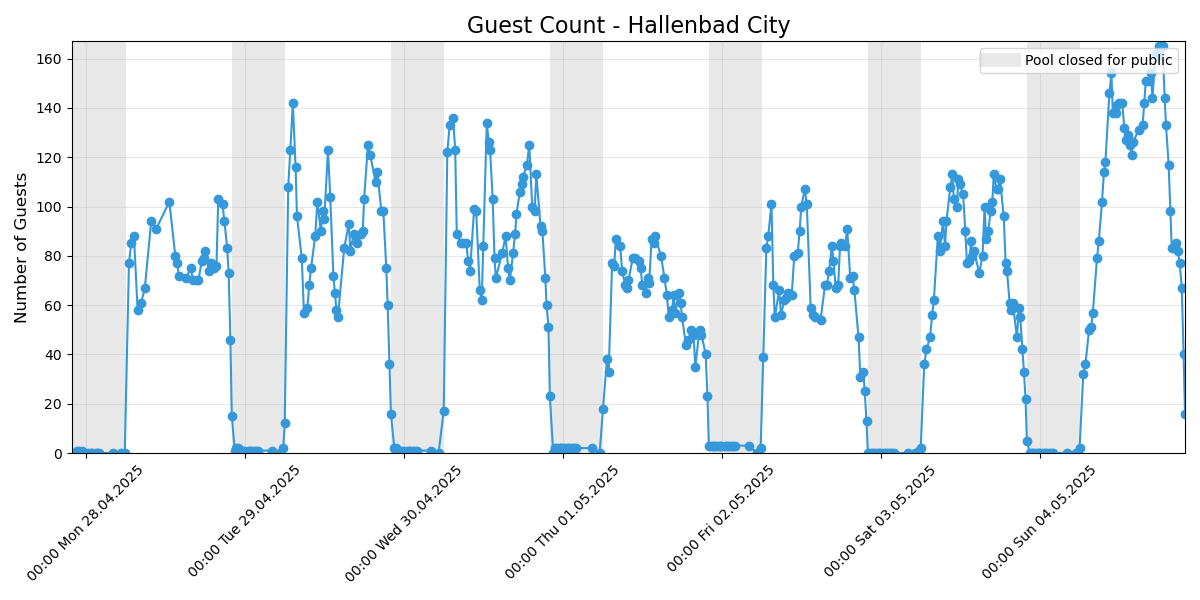 Guest Count - Hallenbad City
Pool closed for public
Number of Guests
160
140
120
100
80
60
40
20
0
00:00 Mon 28.04.2025
00:00 Tue 29.04.2025
00:00 Wed 30.04.2025
00:00 Thu 01.05.2025
00:00 Fri 02.05.2025
00:00 Sat 03.05.2025
00:00 Sun 04.05.2025